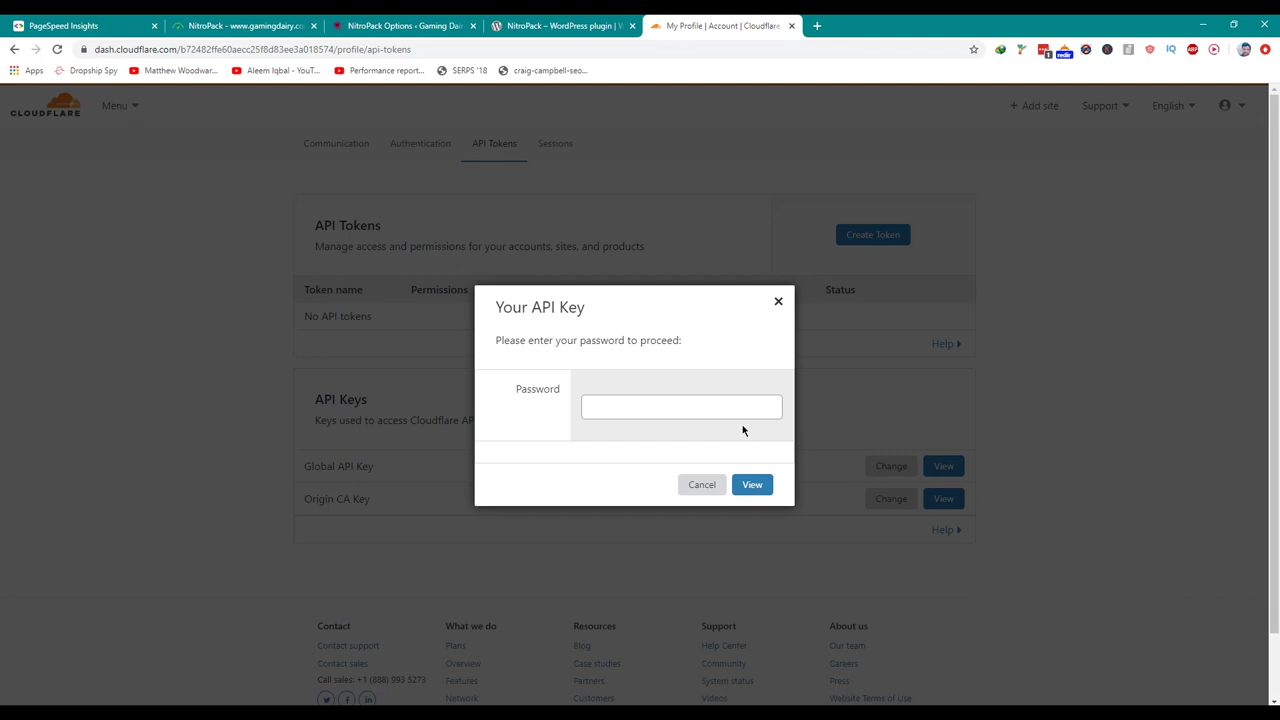 PageSpeed Insights
NitroPack - www.gamingdairy.co
NitroPack Options ‹ Gaming Dair
NitroPack – WordPress plugin | W
My Profile | Account | Cloudflare
dash.cloudflare.com/b72482ffe60aecc25f8d83ee3a018574/profile/api-tokens
Apps
Dropship Spy
Matthew Woodwar...
Aleem Iqbal - YouT...
Performance report...
SERPS '18
craig-campbell-seo...
CLOUDFLARE
Menu
+ Add site
Support
English
Communication
Authentication
API Tokens
Sessions
API Tokens
Manage access and permissions for your accounts, sites, and products
Create Token
Token name
Permissions
Status
No API tokens
Help
Your API Key
Please enter your password to proceed:
Password
Cancel
View
API Keys
Keys used to access Cloudflare AP
Global API Key
Change
View
Origin CA Key
Change
View
Help
Contact
Contact support
Contact sales
Call sales: +1 (888) 993 5273
What we do
Plans
Overview
Features
Network
Resources
Blog
Case studies
Partners
Customers
Support
Help Center
Community
System status
Videos
About us
Our team
Careers
Press
Website Terms of Use